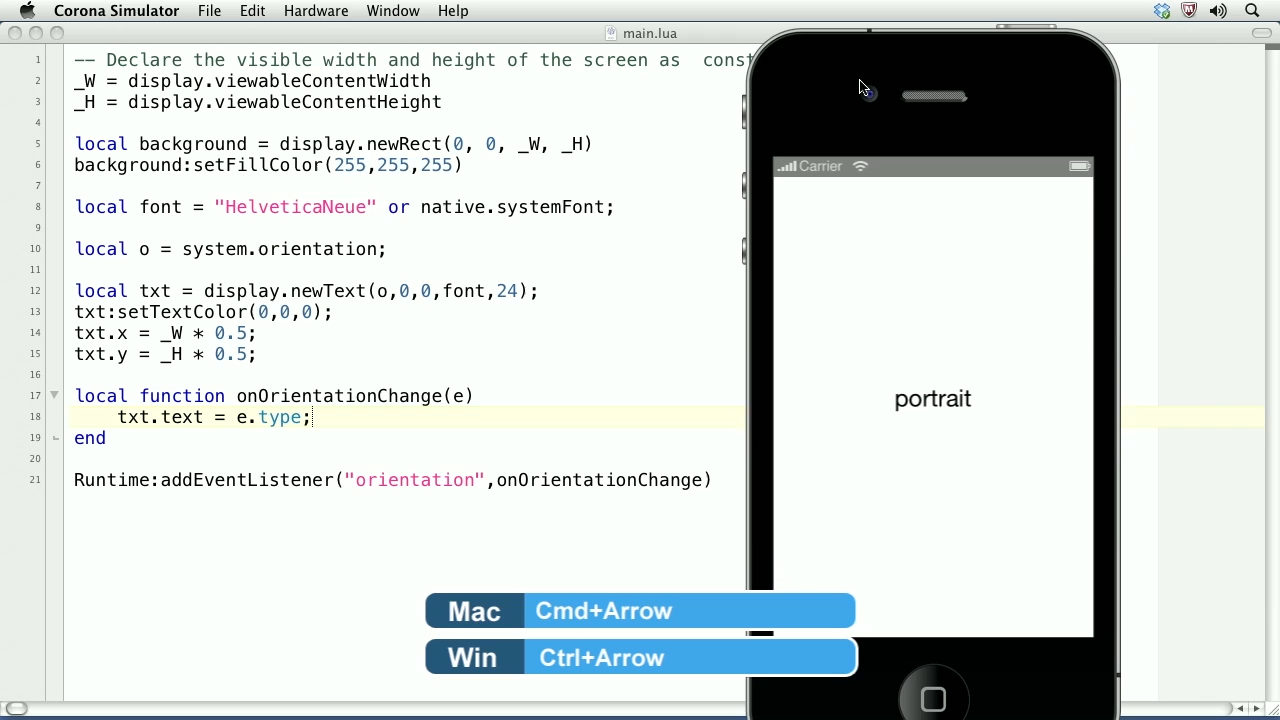 Corona Simulator File Edit Hardware Window Help
main.lua
1 -- Declare the visible width and height of the screen as  const
2 _W = display.viewableContentWidth
3 _H = display.viewableContentHeight
4
5 local background = display.newRect(0, 0, _W, _H)
6 background:setFillColor(255,255,255)
7
8 local font = "HelveticaNeue" or native.systemFont;
9
10 local o = system.orientation;
11
12 local txt = display.newText(o,0,0,font,24);
13 txt:setTextColor(0,0,0);
14 txt.x = _W * 0.5;
15 txt.y = _H * 0.5;
16
17 local function onOrientationChange(e)
18     txt.text = e.type;
19 end
20
21 Runtime:addEventListener("orientation",onOrientationChange)
Carrier
portrait
Mac Cmd+Arrow
Win Ctrl+Arrow